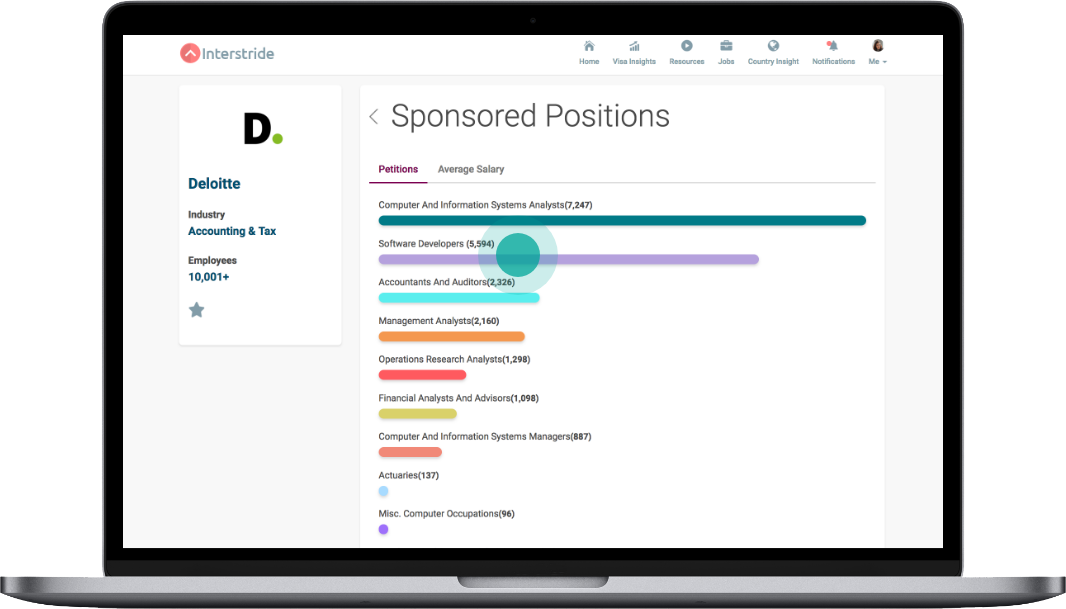 Interstride
Home Visa Insights Resources Jobs Country Insight Notifications Me
D.
Deloitte
Industry
Accounting & Tax
Employees
10,001+
Sponsored Positions
Petitions Average Salary
Computer And Information Systems Analysts(7,247)
Software Developers (5,594)
Accountants And Auditors(2,326)
Management Analysts(2,160)
Operations Research Analysts(1,298)
Financial Analysts And Advisors(1,098)
Computer And Information Systems Managers(887)
Actuaries(137)
Misc. Computer Occupations(96)